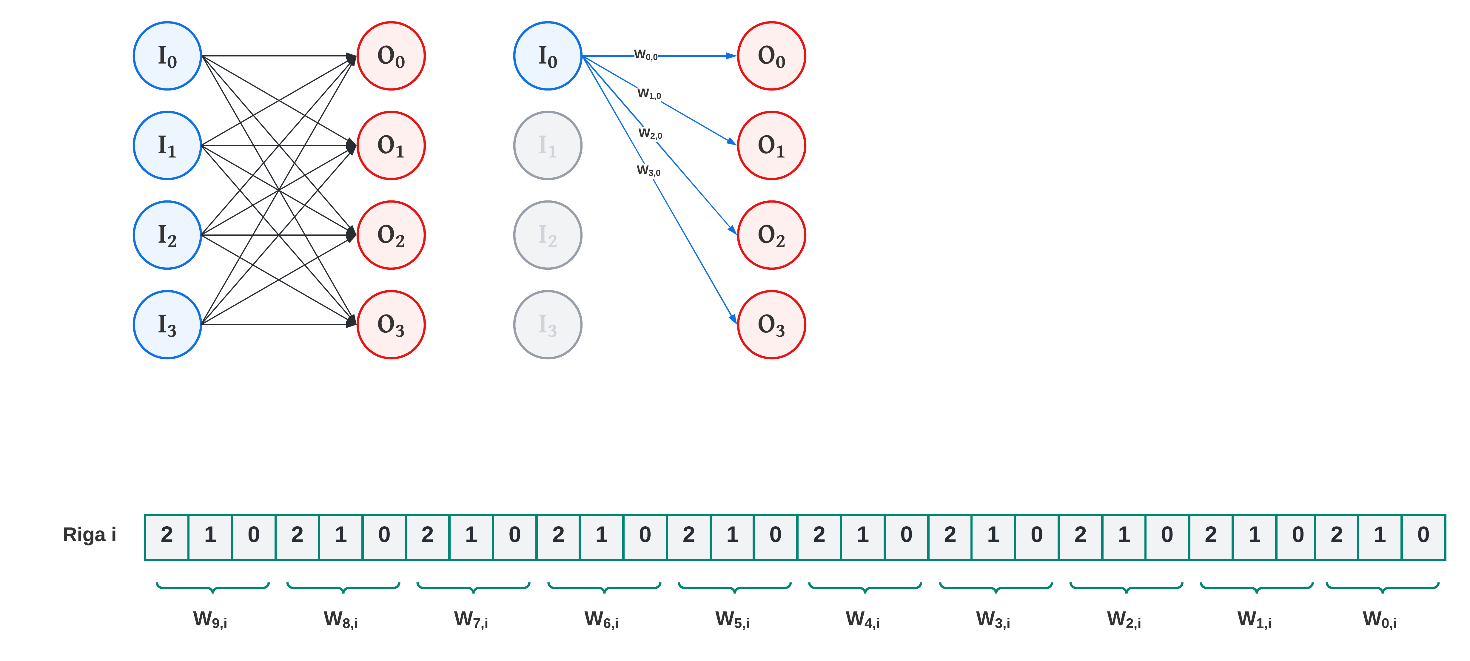 I0 O0 I0 W0,0 O0
W1,0
I1 O1 I1 O1
W2,0
W3,0
I2 O2 I2 O2
I3 O3 I3 O3
Riga i 2 1 0 2 1 0 2 1 0 2 1 0 2 1 0 2 1 0 2 1 0 2 1 0 2 1 0 2 1 0
W9,i W8,i W7,i W6,i W5,i W4,i W3,i W2,i W1,i W0,i